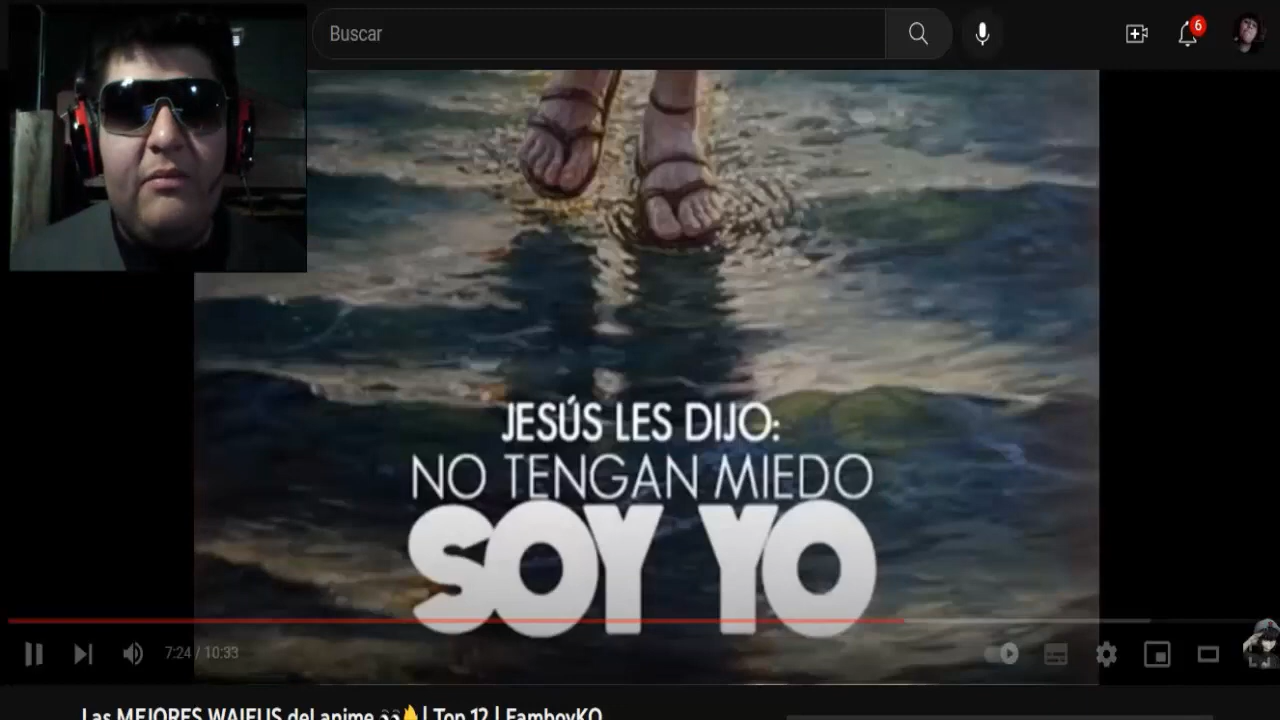 Buscar
6
JESÚS LES DIJO:
NO TENGAN MIEDO
SOY YO
7:24 / 10:33
Las MEJORES WAIFUS del anime 👀🔥 | Top 12 | FamboyKO